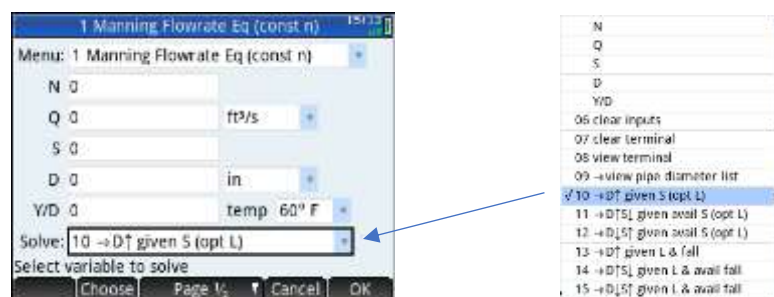 1 Manning Flowrate Eq (const n)
Menu: 1 Manning Flowrate Eq (const n)
N 0
Q 0 ft³/s
S 0
D 0 in
Y/D 0 temp 60° F
Solve: 10 →D↑ given S (opt L)
Select variable to solve
Choose Page ½ Cancel OK
N
Q
S
D
Y/D
06 clear inputs
07 clear terminal
08 view terminal
09 →view pipe diameter list
√10 →D↑ given S (opt L)
11 →D↑S↓ given avail S (opt L)
12 →D↓S↑ given avail S (opt L)
13 →D↑ given L & fall
14 →D↑S↓ given L & avail fall
15 →D↓S↑ given L & avail fall